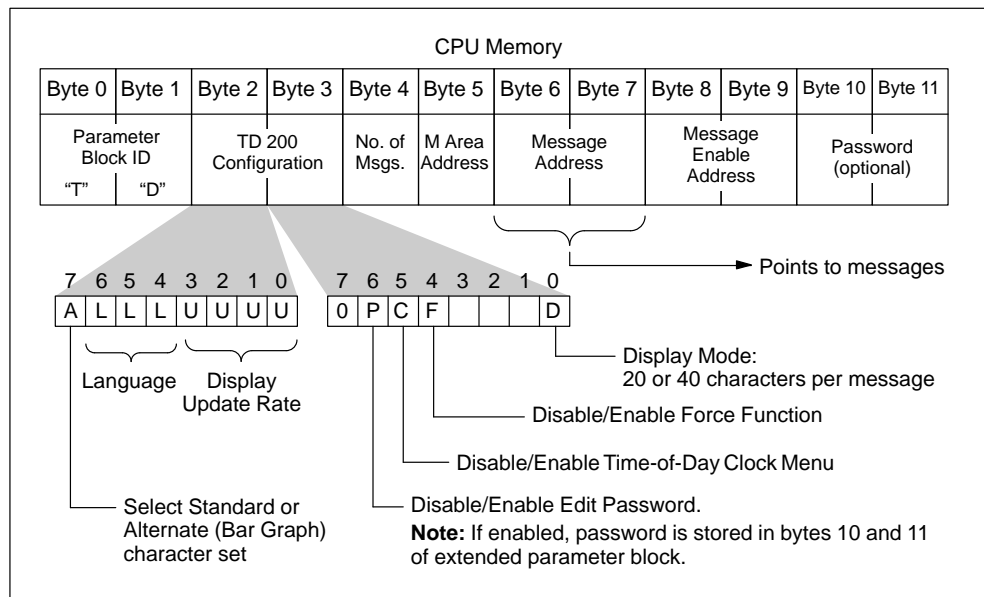 CPU Memory
Byte 0 Byte 1 Byte 2 Byte 3 Byte 4 Byte 5 Byte 6 Byte 7 Byte 8 Byte 9 Byte 10 Byte 11
Parameter
Block ID
“T” “D”
TD 200
Configuration
No. of
Msgs.
M Area
Address
Message
Address
Message
Enable
Address
Password
(optional)
Points to messages
7 6 5 4 3 2 1 0
A L L L U U U U
7 6 5 4 3 2 1 0
0 P C F D
Language
Display
Update Rate
Display Mode:
20 or 40 characters per message
Disable/Enable Force Function
Disable/Enable Time-of-Day Clock Menu
Select Standard or
Alternate (Bar Graph)
character set
Disable/Enable Edit Password.
Note: If enabled, password is stored in bytes 10 and 11
of extended parameter block.